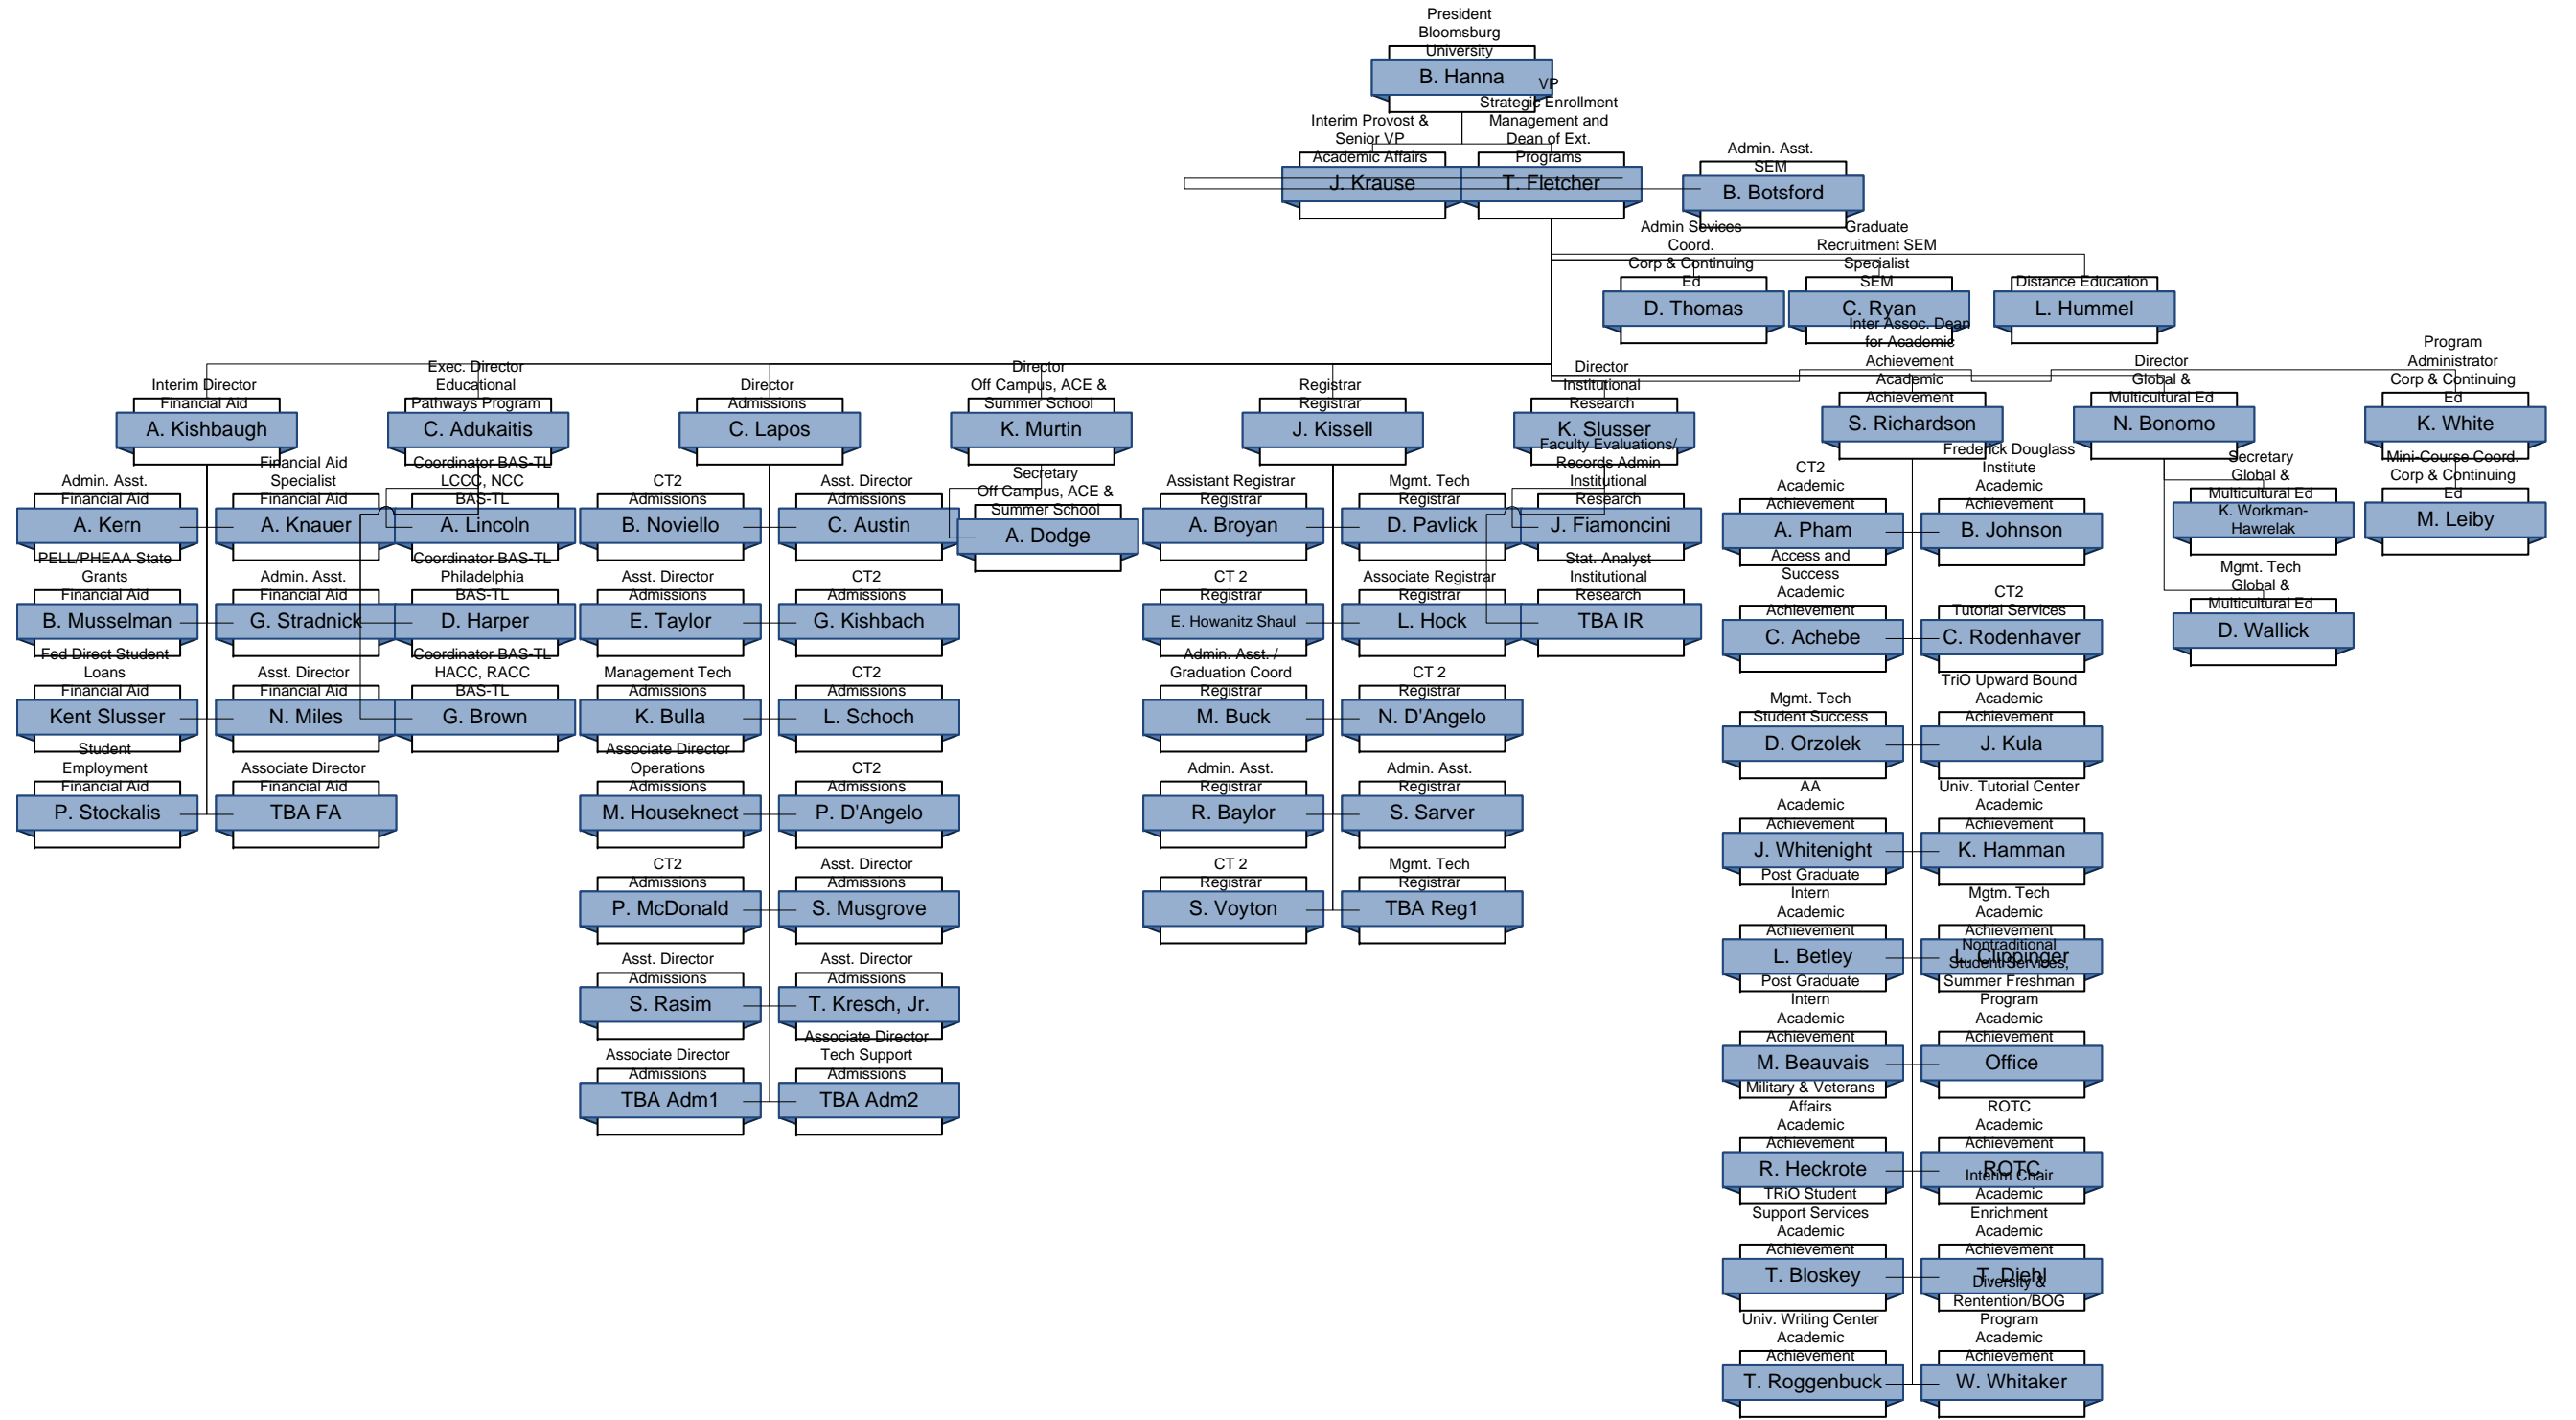 President
Bloomsburg
University
B. Hanna
Interim Provost &
Senior VP
Academic Affairs
J. Krause
VP
Strategic Enrollment
Management and
Dean of Ext.
Programs
T. Fletcher
Admin. Asst.
SEM
B. Botsford
Admin Sevices
Coord.
Corp & Continuing
Ed
D. Thomas
Graduate
Recruitment SEM
Specialist
SEM
C. Ryan
Distance Education
L. Hummel
Interim Director
Financial Aid
A. Kishbaugh
Exec. Director
Educational
Pathways Program
C. Adukaitis
Director
Admissions
C. Lapos
Director
Off Campus, ACE &
Summer School
K. Murtin
Registrar
Registrar
J. Kissell
Director
Institutional
Research
K. Slusser
Inter Assoc. Dean
for Academic
Achievement
Academic
Achievement
S. Richardson
Director
Global &
Multicultural Ed
N. Bonomo
Program
Administrator
Corp & Continuing
Ed
K. White
Admin. Asst.
Financial Aid
A. Kern
Financial Aid
Specialist
Financial Aid
A. Knauer
PELL/PHEAA State
Grants
Financial Aid
B. Musselman
Admin. Asst.
Financial Aid
G. Stradnick
Fed Direct Student
Loans
Financial Aid
Kent Slusser
Asst. Director
Financial Aid
N. Miles
Student
Employment
Financial Aid
P. Stockalis
Associate Director
Financial Aid
TBA FA
Coordinator BAS-TL
LCCC, NCC
BAS-TL
A. Lincoln
Coordinator BAS-TL
Philadelphia
BAS-TL
D. Harper
Coordinator BAS-TL
HACC, RACC
BAS-TL
G. Brown
CT2
Admissions
B. Noviello
Asst. Director
Admissions
C. Austin
Asst. Director
Admissions
E. Taylor
CT2
Admissions
G. Kishbach
Management Tech
Admissions
K. Bulla
CT2
Admissions
L. Schoch
Associate Director
Operations
Admissions
M. Houseknect
CT2
Admissions
P. D'Angelo
CT2
Admissions
P. McDonald
Asst. Director
Admissions
S. Musgrove
Asst. Director
Admissions
S. Rasim
Asst. Director
Admissions
T. Kresch, Jr.
Associate Director
Admissions
TBA Adm1
Associate Director
Tech Support
Admissions
TBA Adm2
Secretary
Off Campus, ACE &
Summer School
A. Dodge
Assistant Registrar
Registrar
A. Broyan
Mgmt. Tech
Registrar
D. Pavlick
CT 2
Registrar
E. Howanitz Shaul
Associate Registrar
Registrar
L. Hock
Admin. Asst. /
Graduation Coord
Registrar
M. Buck
CT 2
Registrar
N. D'Angelo
Admin. Asst.
Registrar
R. Baylor
Admin. Asst.
Registrar
S. Sarver
CT 2
Registrar
S. Voyton
Mgmt. Tech
Registrar
TBA Reg1
Faculty Evaluations/
Records Admin
Institutional
Research
J. Fiamoncini
Stat. Analyst
Institutional
Research
TBA IR
CT2
Academic
Achievement
A. Pham
Frederick Douglass
Institute
Academic
Achievement
B. Johnson
Access and
Success
Academic
Achievement
C. Achebe
CT2
Tutorial Services
C. Rodenhaver
Mgmt. Tech
Student Success
D. Orzolek
TriO Upward Bound
Academic
Achievement
J. Kula
AA
Academic
Achievement
J. Whitenight
Univ. Tutorial Center
Academic
Achievement
K. Hamman
Post Graduate
Intern
Academic
Achievement
L. Betley
Mgtm. Tech
Academic
Achievement
L. Clippinger
Post Graduate
Intern
Academic
Achievement
M. Beauvais
Nontraditional
Student Services,
Summer Freshman
Program
Academic
Achievement
Office
Military & Veterans
Affairs
Academic
Achievement
R. Heckrote
ROTC
Academic
Achievement
ROTC
TRiO Student
Support Services
Academic
Achievement
T. Bloskey
Interim Chair
Academic
Enrichment
Academic
Achievement
T. Diehl
Univ. Writing Center
Academic
Achievement
T. Roggenbuck
Diversity &
Rentention/BOG
Program
Academic
Achievement
W. Whitaker
Secretary
Global &
Multicultural Ed
K. Workman-
Hawrelak
Mgmt. Tech
Global &
Multicultural Ed
D. Wallick
Mini-Course Coord.
Corp & Continuing
Ed
M. Leiby